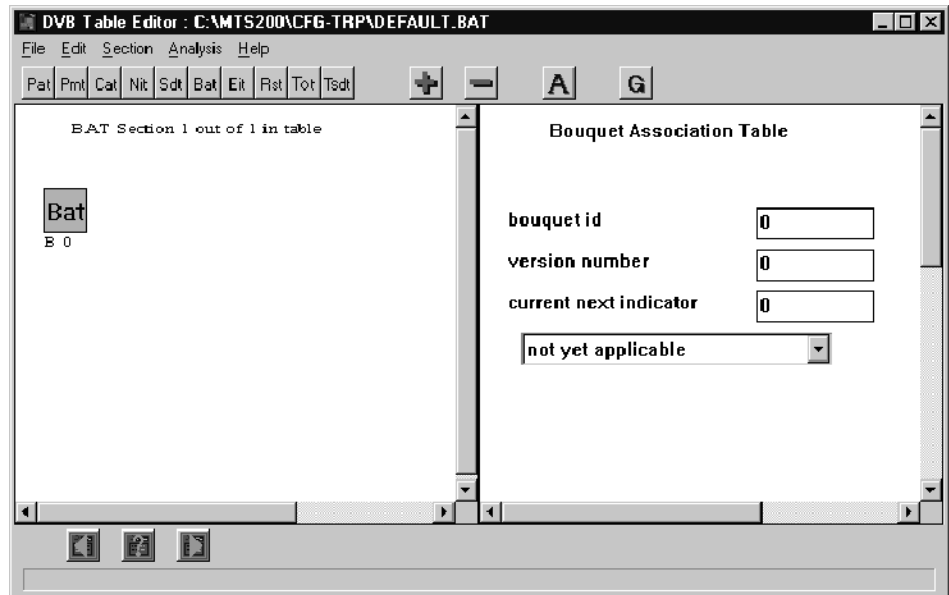 DVB Table Editor : C:\MTS200\CFG-TRP\DEFAULT.BAT
File Edit Section Analysis Help
Pat Pmt Cat Nit Sdt Bat Eit Rst Tot Tsdt + - A G
BAT Section 1 out of 1 in table
Bat
B 0
Bouquet Association Table
bouquet id 0
version number 0
current next indicator 0
not yet applicable